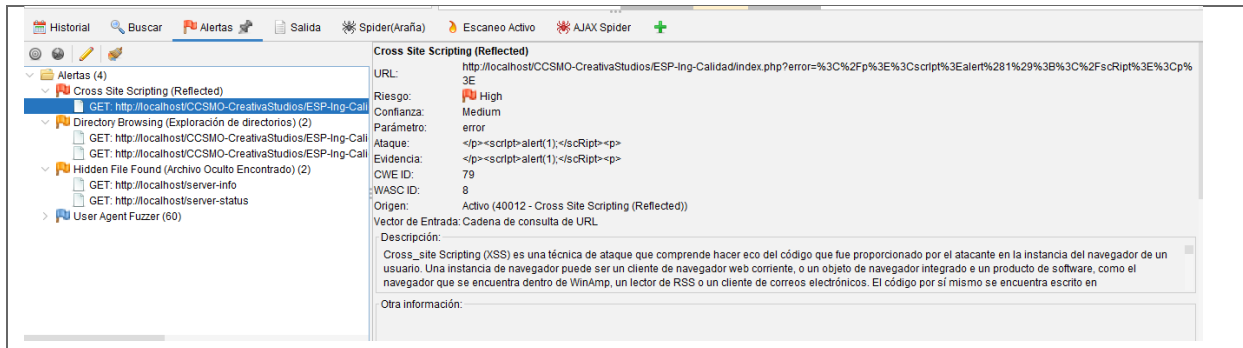 Historial Buscar Alertas Salida Spider(Araña) Escaneo Activo AJAX Spider
Alertas (4)
Cross Site Scripting (Reflected)
GET: http://localhost/CCSMO-CreativaStudios/ESP-Ing-Cali
Directory Browsing (Exploración de directorios) (2)
GET: http://localhost/CCSMO-CreativaStudios/ESP-Ing-Cali
GET: http://localhost/CCSMO-CreativaStudios/ESP-Ing-Cali
Hidden File Found (Archivo Oculto Encontrado) (2)
GET: http://localhost/server-info
GET: http://localhost/server-status
User Agent Fuzzer (60)
Cross Site Scripting (Reflected)
URL: http://localhost/CCSMO-CreativaStudios/ESP-Ing-Calidad/index.php?error=%3C%2Fp%3E%3CscrIpt%3Ealert%281%29%3B%3C%2FscRipt%3E%3Cp%
3E
Riesgo: High
Confianza: Medium
Parámetro: error
Ataque: </p><scrIpt>alert(1);</scRipt><p>
Evidencia: </p><scrIpt>alert(1);</scRipt><p>
CWE ID: 79
WASC ID: 8
Origen: Activo (40012 - Cross Site Scripting (Reflected))
Vector de Entrada: Cadena de consulta de URL
Descripción:
Cross_site Scripting (XSS) es una técnica de ataque que comprende hacer eco del código que fue proporcionado por el atacante en la instancia del navegador de un
usuario. Una instancia de navegador puede ser un cliente de navegador web corriente, o un objeto de navegador integrado e un producto de software, como el
navegador que se encuentra dentro de WinAmp, un lector de RSS o un cliente de correos electrónicos. El código por sí mismo se encuentra escrito en
Otra información: